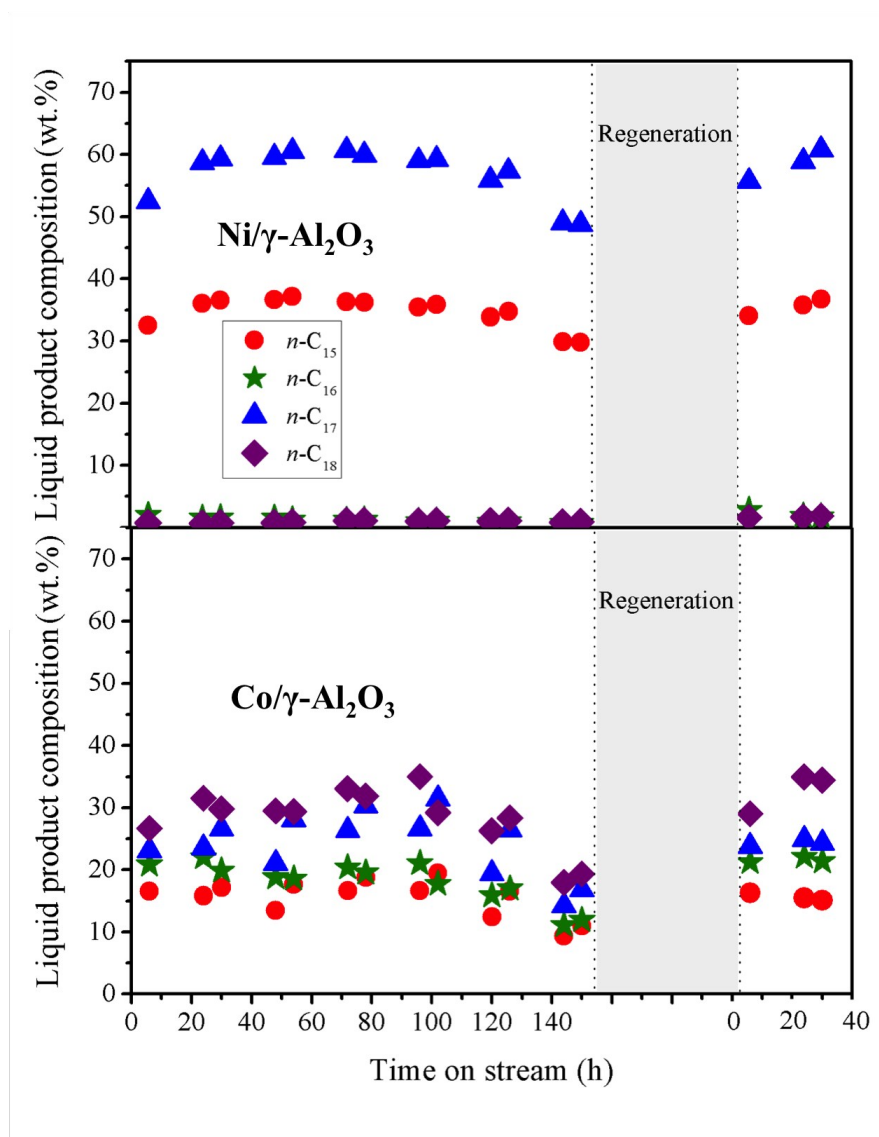 Liquid product composition (wt.%)
70
60
50
40
30
20
10
Regeneration
Ni/γ-Al₂O₃
n-C₁₅
n-C₁₆
n-C₁₇
n-C₁₈
Liquid product composition (wt.%)
70
60
50
40
30
20
10
0
Regeneration
Co/γ-Al₂O₃
0 20 40 60 80 100 120 140 0 20 40
Time on stream (h)